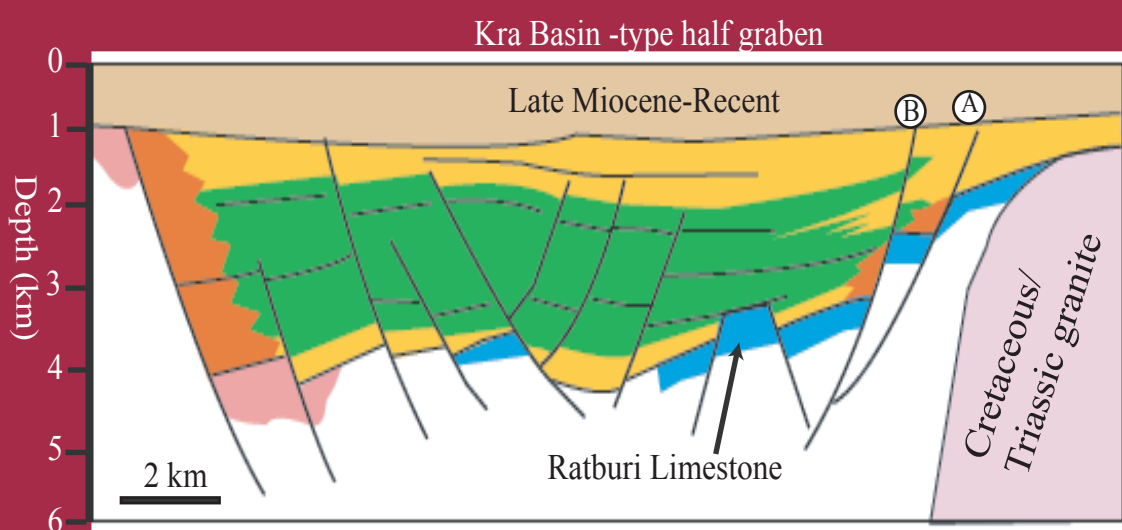 Kra Basin -type half graben
0
Late Miocene-Recent
B
A
1
2
3
4
5
6
Depth (km)
Cretaceous/
Triassic granite
Ratburi Limestone
2 km